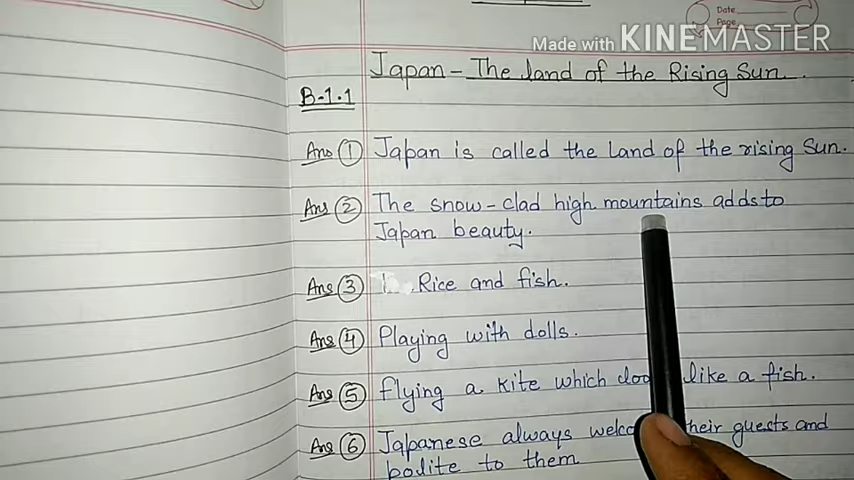 Date
Page
Made with KINEMASTER
Japan - The land of the Rising Sun.
B-1.1
Ans ① Japan is called the land of the rising Sun.
Ans ② The snow-clad high mountains adds to
Japan beauty.
Ans ③ Rice and fish.
Ans ④ Playing with dolls.
Ans ⑤ flying a kite which like a fish.
Ans ⑥ Japanese always guests and
polite to them